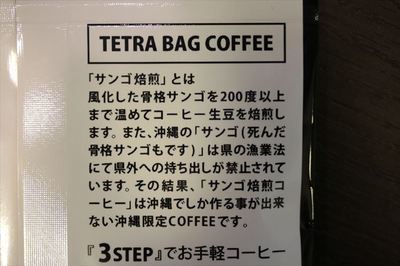 TETRA BAG COFFEE
「サンゴ焙煎」とは
風化した骨格サンゴを200度以上
まで温めてコーヒー生豆を焙煎し
ます。また、沖縄の「サンゴ(死んだ
骨格サンゴもです)」は県の漁業法
にて県外への持ち出しが禁止されて
います。その結果、「サンゴ焙煎コー
ヒー」は沖縄でしか作る事が出来
ない沖縄限定COFFEEです。
『3STEP』でお手軽コーヒー